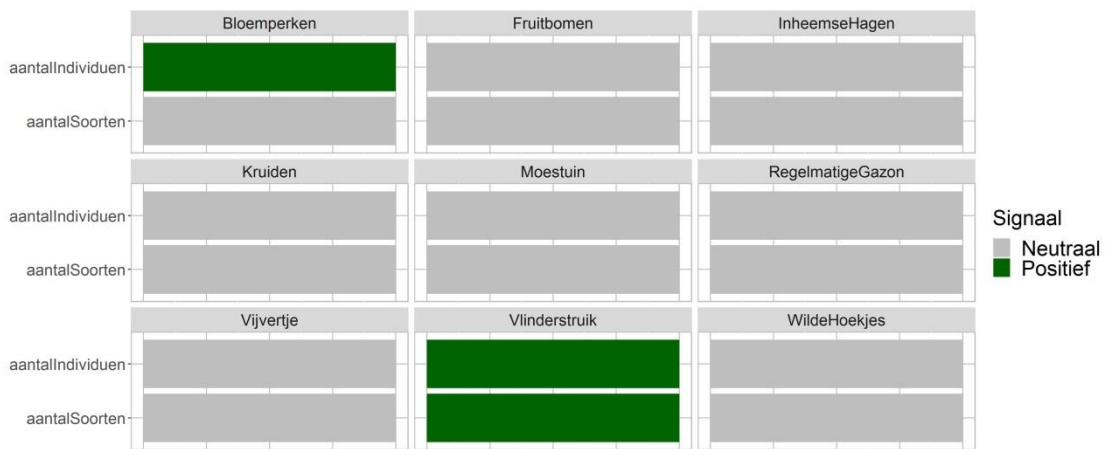 Bloemperken
Fruitbomen
InheemseHagen
aantalIndividuen
aantalSoorten
Kruiden
Moestuin
RegelmatigeGazon
aantalIndividuen
aantalSoorten
Vijvertje
Vlinderstruik
WildeHoekjes
aantalIndividuen
aantalSoorten
Signaal
Neutraal
Positief